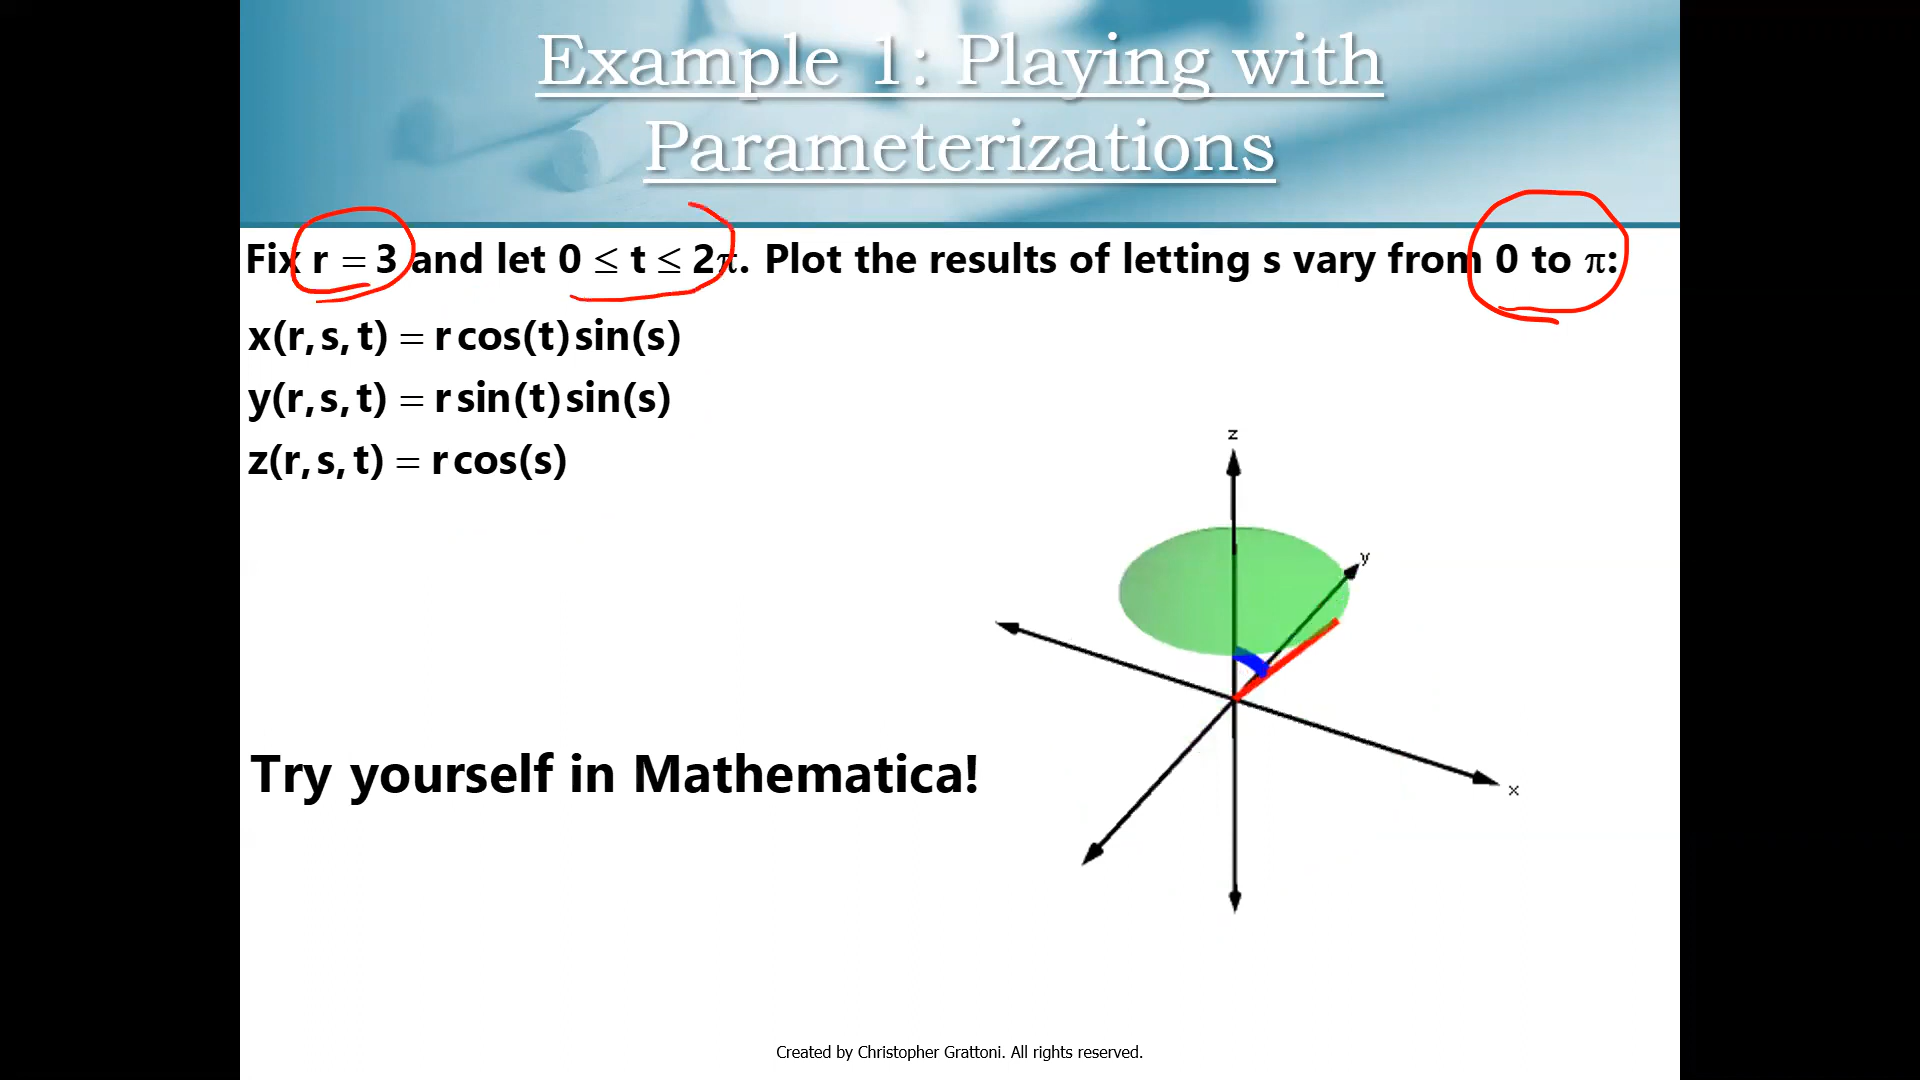 Example 1: Playing with
Parameterizations
Fix r = 3 and let 0 ≤ t ≤ 2π. Plot the results of letting s vary from 0 to π:
x(r,s,t) = r cos(t) sin(s)
y(r,s,t) = r sin(t) sin(s)
z(r,s,t) = r cos(s)
z
y
x
Try yourself in Mathematica!
Created by Christopher Grattoni. All rights reserved.